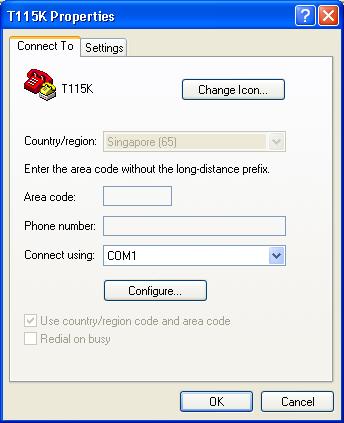 T115K Properties
Connect To Settings
T115K
Change Icon...
Country/region: Singapore (65)
Enter the area code without the long-distance prefix.
Area code:
Phone number:
Connect using: COM1
Configure...
Use country/region code and area code
Redial on busy
OK Cancel